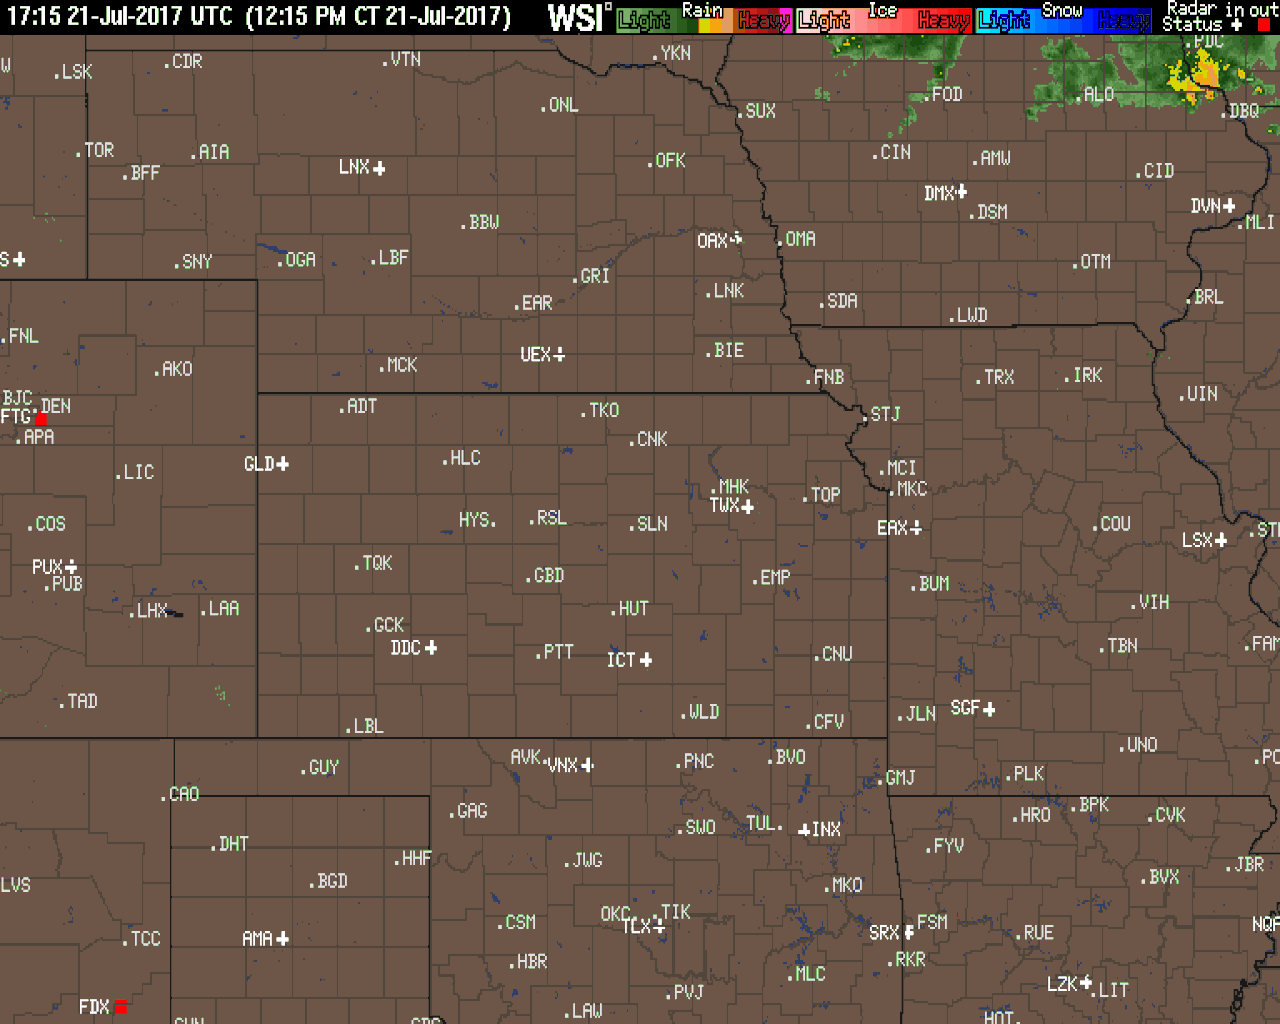 17:15 21-Jul-2017 UTC (12:15 PM CT 21-Jul-2017) WSI Light Rain Heavy Light Ice Heavy Light Snow Heavy Radar in out
Status
PDC
W .LSK .CDR .VTN .YKN
.ONL .SUX .FOD .ALO .DBQ
.TOR .AIA .BFF LNX .OFK .CIN .AMW .CID
DMX DVN
.BBW .DSM .MLI
OAX .OMA
S .SNY .OGA .LBF .GRI .OTM
.EAR .LNK .SDA .LWD .BRL
.FNL
.AKO .MCK UEX .BIE .FNB .TRX .IRK .UIN
BJC .DEN
FTG .ADT .TKO .STJ
.APA .CNK
.LIC GLD .HLC .MCI
.MHK .TOP .MKC
TWX
.COS HYS. .RSL .SLN EAX .COU LSX .ST
PUX .TQK .GBD .EMP .BUM
.PUB
.LHX .LAA .HUT .VIH
.GCK
DDC .PTT ICT .CNU .TBN .FAM
.TAD .LBL .WLD .CFV .JLN SGF
.UNO
.GUY AVK. VNX .PNC .BVO .GMJ .PLK .PO
.CAO .GAG .HRO .BPK .CVK
.SWO TUL. INX
.DHT .HHF .JWG .FYV .JBR
LVS .BGD .MKO .BVX
.CSM OKC. .TIK .FSM NQA
TLX SRX
.TCC AMA .RUE
.HBR .MLC .RKR
FDX .LAW .PVJ LZK .LIT
HOT.